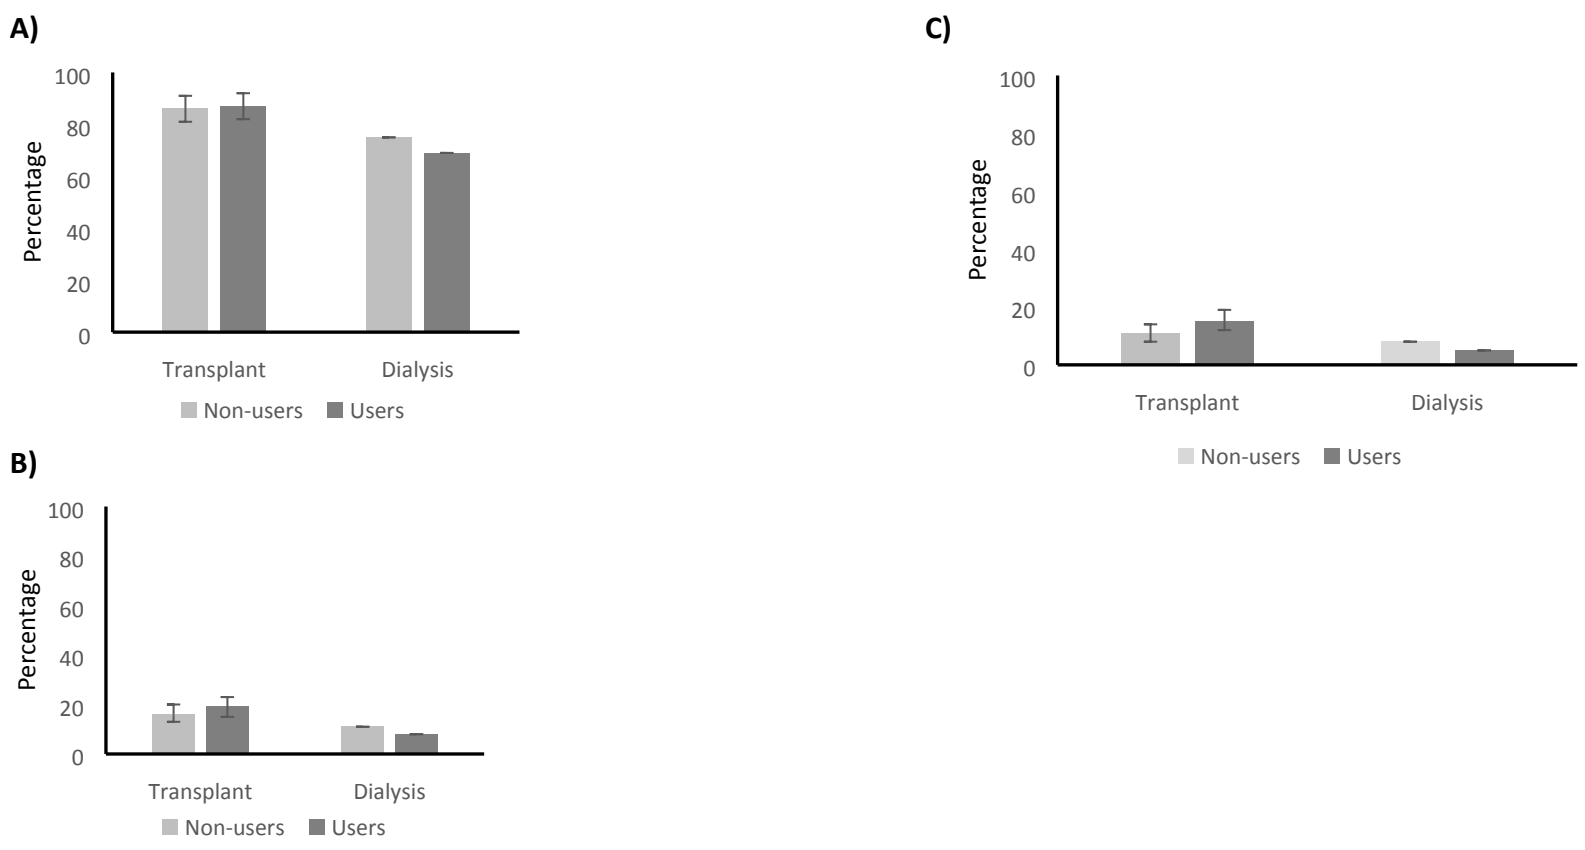 A)
Percentage
100
80
60
40
20
0
Transplant Dialysis
Non-users Users
B)
Percentage
100
80
60
40
20
0
Transplant Dialysis
Non-users Users
C)
Percentage
100
80
60
40
20
0
Transplant Dialysis
Non-users Users